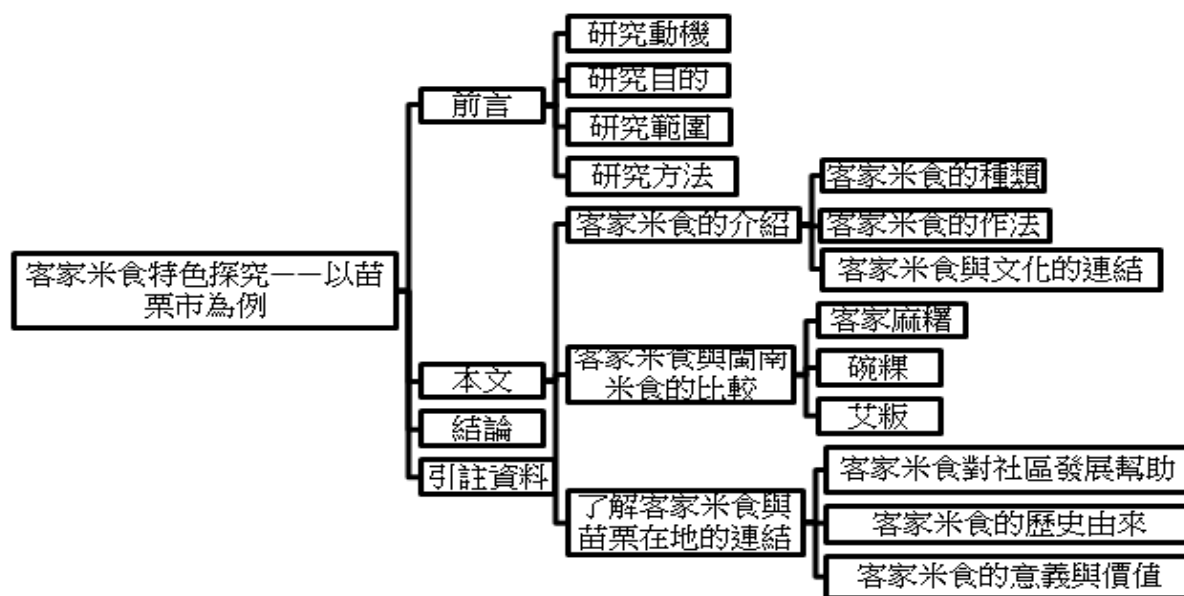 客家米食特色探究——以苗
栗市為例
前言
研究動機
研究目的
研究範圍
研究方法
本文
客家米食的介紹
客家米食的種類
客家米食的作法
客家米食與文化的連結
客家米食與閩南
米食的比較
客家麻糬
碗粿
艾粄
了解客家米食與
苗栗在地的連結
客家米食對社區發展幫助
客家米食的歷史由來
客家米食的意義與價值
結論
引註資料